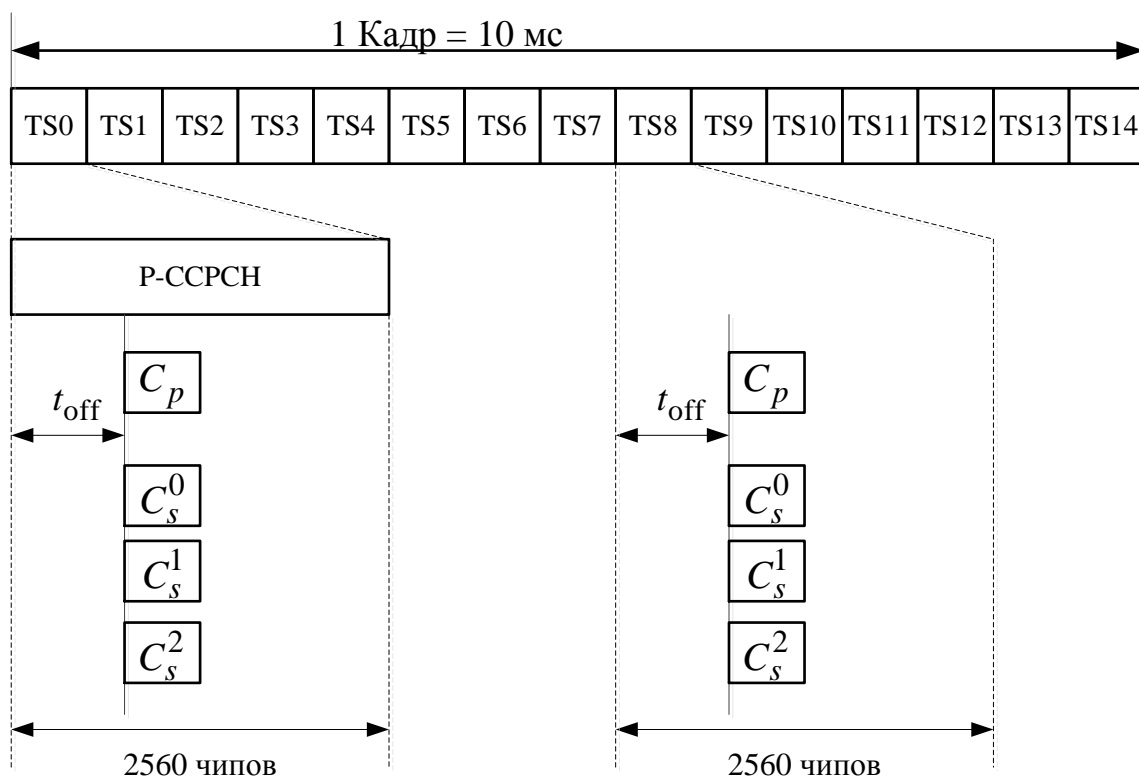 1 Кадр = 10 мс
TS0 TS1 TS2 TS3 TS4 TS5 TS6 TS7 TS8 TS9 TS10 TS11 TS12 TS13 TS14
P-CCPCH
C_p C_p
t_off t_off
C_s^0 C_s^0
C_s^1 C_s^1
C_s^2 C_s^2
2560 чипов 2560 чипов